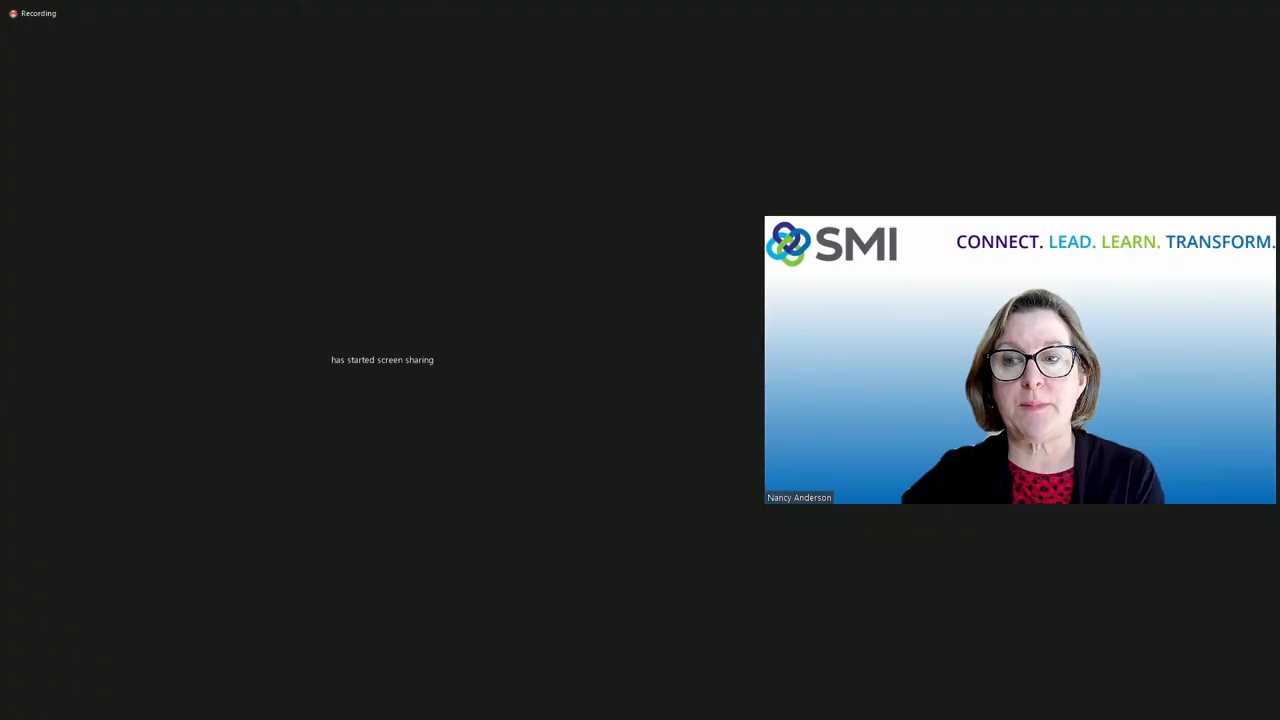 Recording
has started screen sharing
SMI
CONNECT. LEAD. LEARN. TRANSFORM.
Nancy Anderson